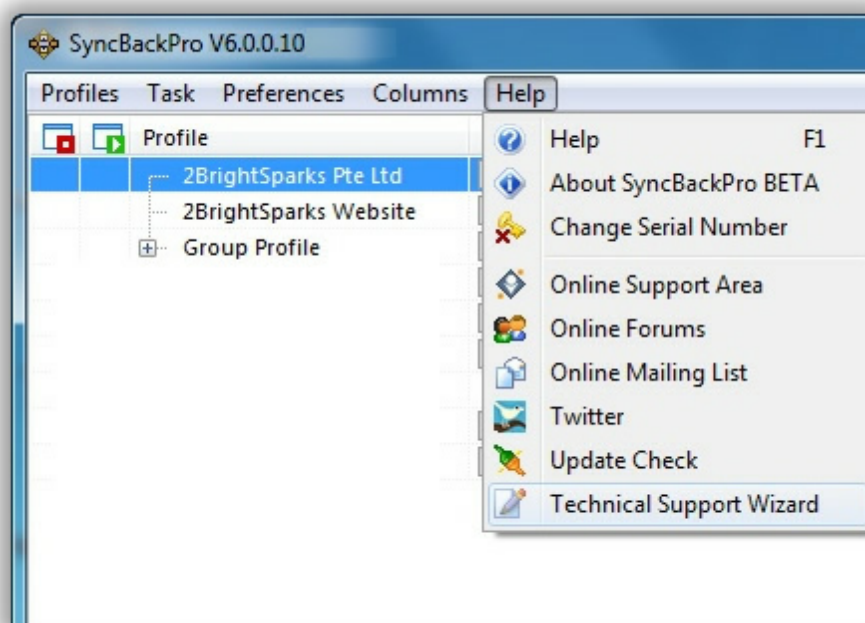 SyncBackPro V6.0.0.10
Profiles Task Preferences Columns Help
Profile
2BrightSparks Pte Ltd
2BrightSparks Website
Group Profile
Help F1
About SyncBackPro BETA
Change Serial Number
Online Support Area
Online Forums
Online Mailing List
Twitter
Update Check
Technical Support Wizard